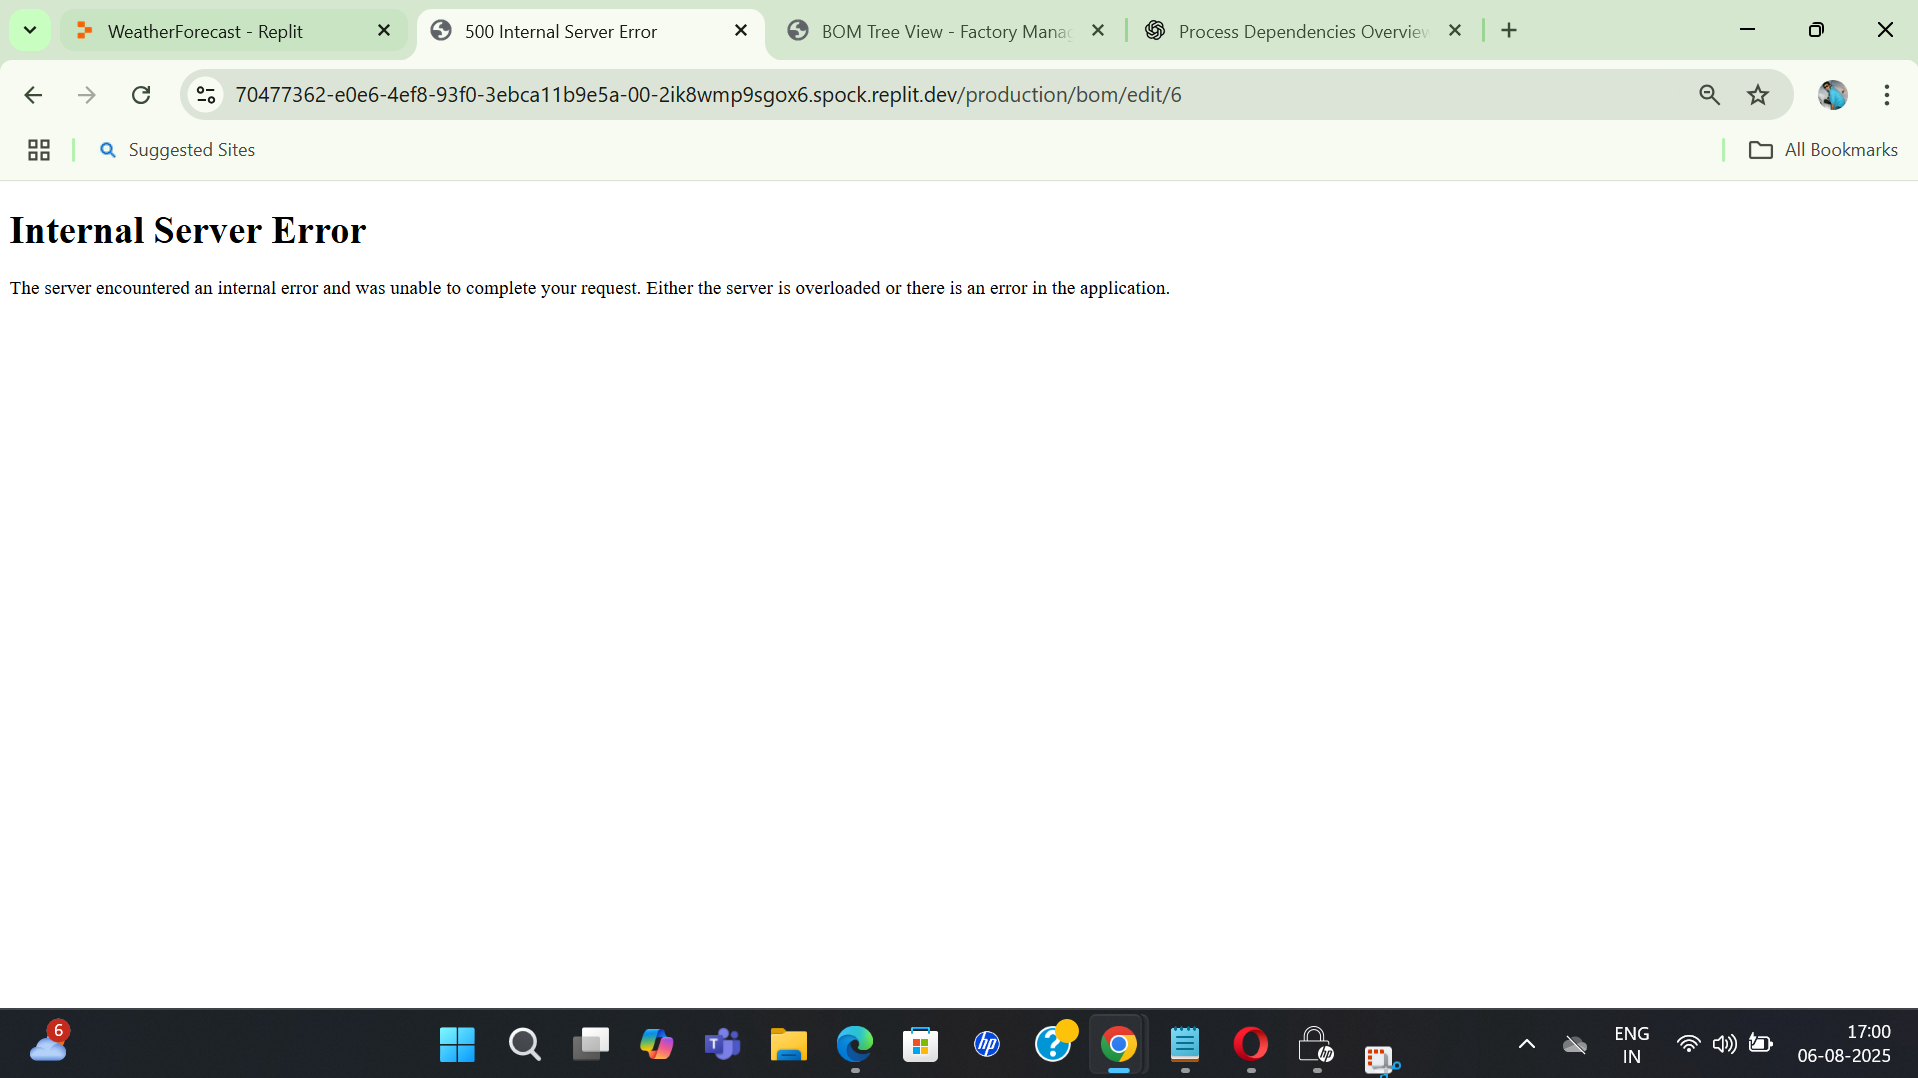 WeatherForecast - Replit
500 Internal Server Error
BOM Tree View - Factory Manag
Process Dependencies Overview
70477362-e0e6-4ef8-93f0-3ebca11b9e5a-00-2ik8wmp9sgox6.spock.replit.dev/production/bom/edit/6
Suggested Sites
All Bookmarks
Internal Server Error
The server encountered an internal error and was unable to complete your request. Either the server is overloaded or there is an error in the application.
6
T
hp
?
hp
ENG
IN
17:00
06-08-2025